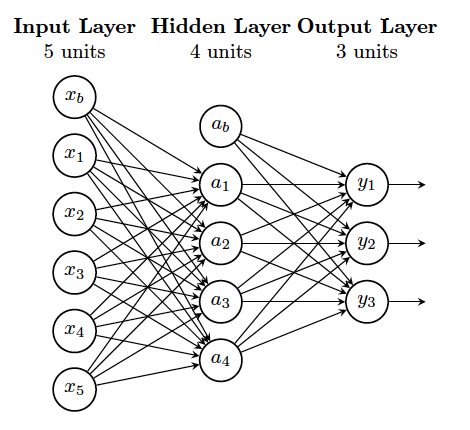 Input Layer Hidden Layer Output Layer
5 units 4 units 3 units
x_b
a_b
x_1
a_1 y_1
x_2
a_2 y_2
x_3
a_3 y_3
x_4
a_4
x_5